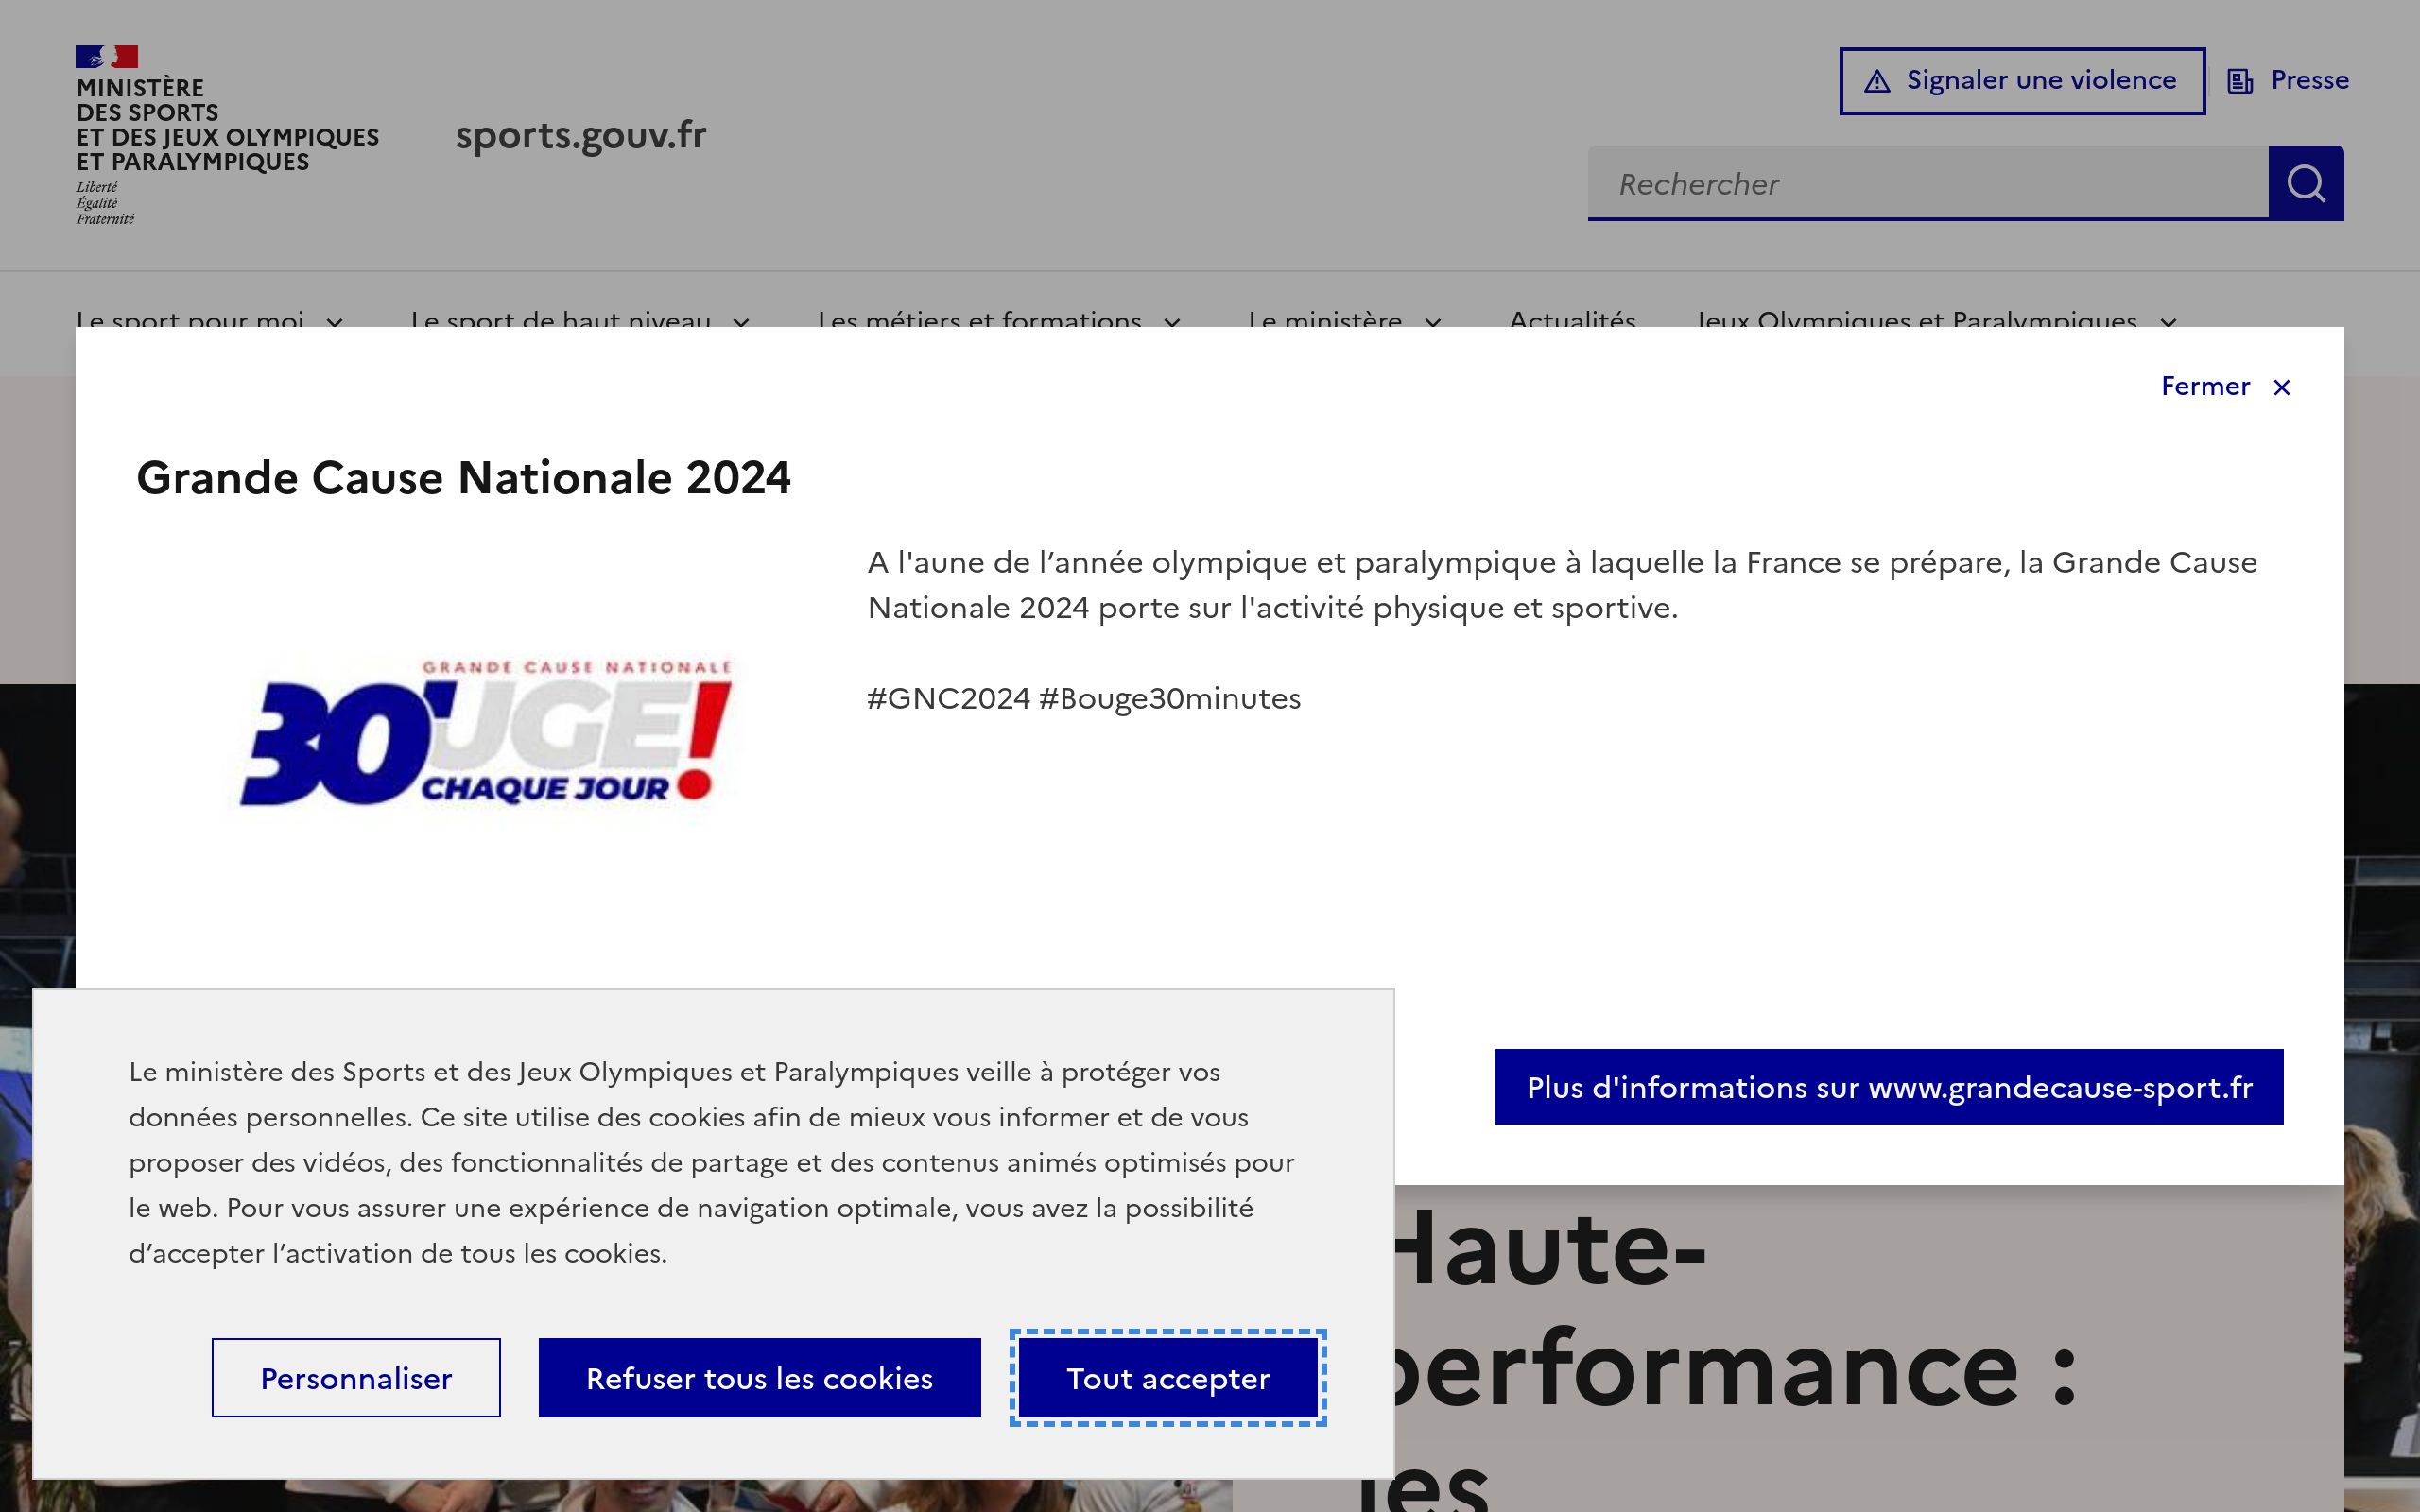 MINISTÈRE
DES SPORTS
ET DES JEUX OLYMPIQUES
ET PARALYMPIQUES
Liberté
Égalité
Fraternité
sports.gouv.fr
Signaler une violence
Presse
Rechercher
Le sport pour moi
Le sport de haut niveau
Les métiers et formations
Le ministère
Actualités
Jeux Olympiques et Paralympiques
Fermer
Grande Cause Nationale 2024
GRANDE CAUSE NATIONALE
30'UGE!
CHAQUE JOUR
A l'aune de l’année olympique et paralympique à laquelle la France se prépare, la Grande Cause
Nationale 2024 porte sur l'activité physique et sportive.
#GNC2024 #Bouge30minutes
Plus d'informations sur www.grandecause-sport.fr
Le ministère des Sports et des Jeux Olympiques et Paralympiques veille à protéger vos
données personnelles. Ce site utilise des cookies afin de mieux vous informer et de vous
proposer des vidéos, des fonctionnalités de partage et des contenus animés optimisés pour
le web. Pour vous assurer une expérience de navigation optimale, vous avez la possibilité
d’accepter l’activation de tous les cookies.
Personnaliser
Refuser tous les cookies
Tout accepter
Haute-
performance :
les